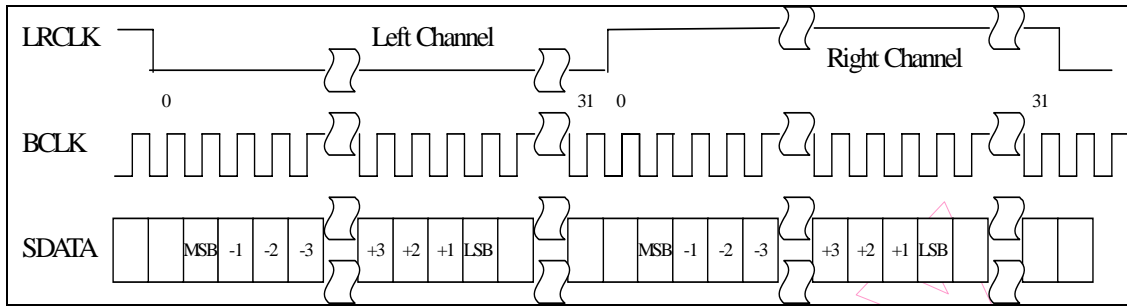 LRCLK Left Channel Right Channel
0 31 0 31
BCLK
SDATA MSB -1 -2 -3 +3 +2 +1 LSB MSB -1 -2 -3 +3 +2 +1 LSB